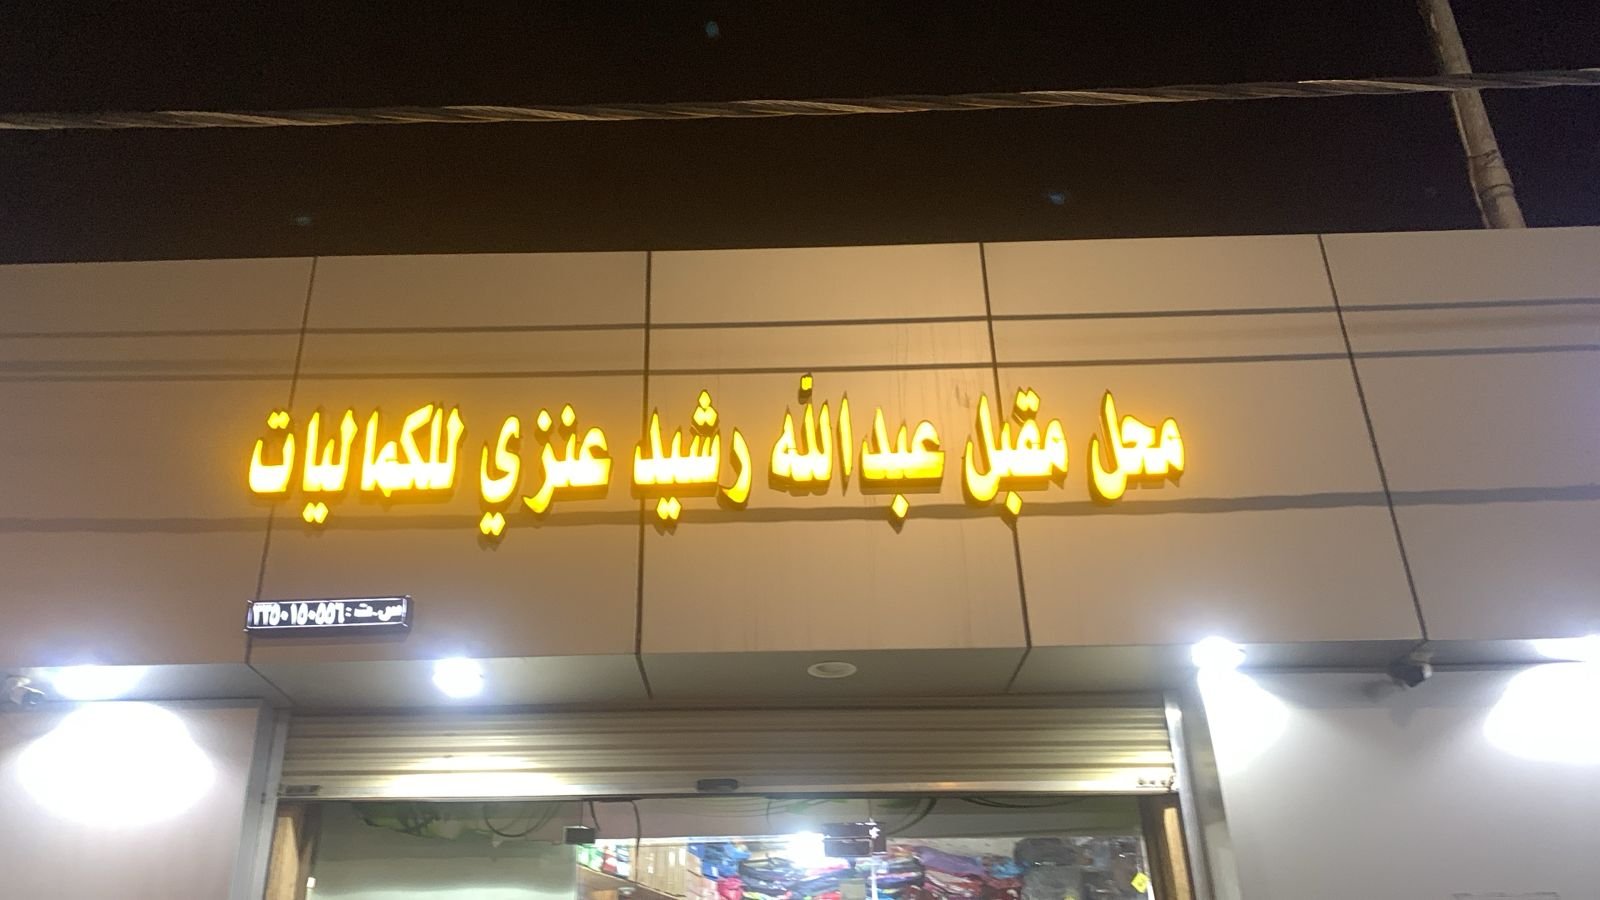 محل مقبل عبدالله رشيد عنزي للكماليات
س.ت: ٢٢٥٠١٥٠٥٥٦